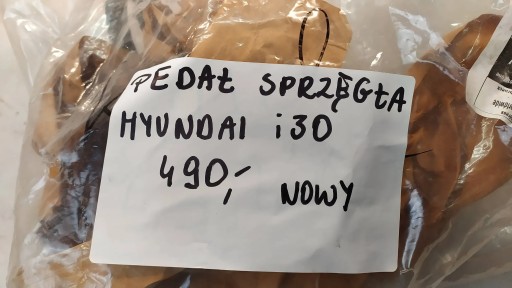 PEDAŁ SPRZĘGŁA
HYUNDAI i30
490,-
NOWY